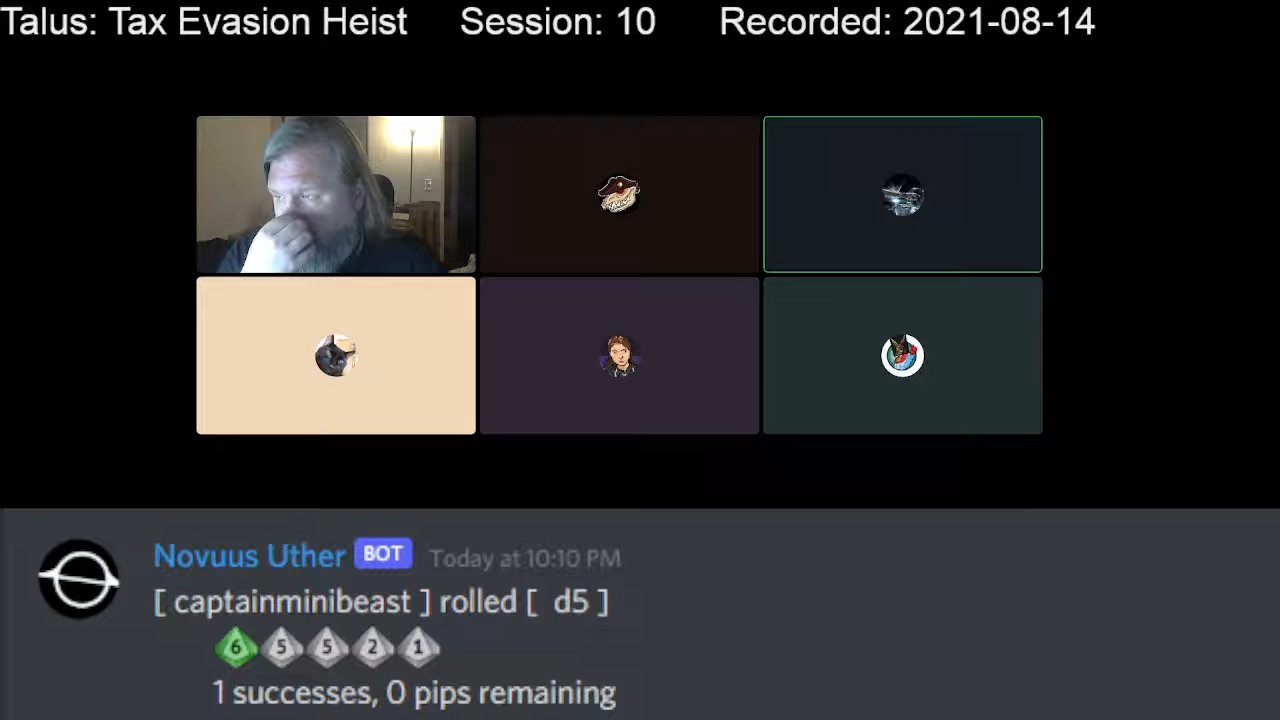 Talus: Tax Evasion Heist Session: 10 Recorded: 2021-08-14
Novuus Uther BOT Today at 10:10 PM
[ captainminibeast ] rolled [ d5 ]
6 5 5 2 1
1 successes, 0 pips remaining